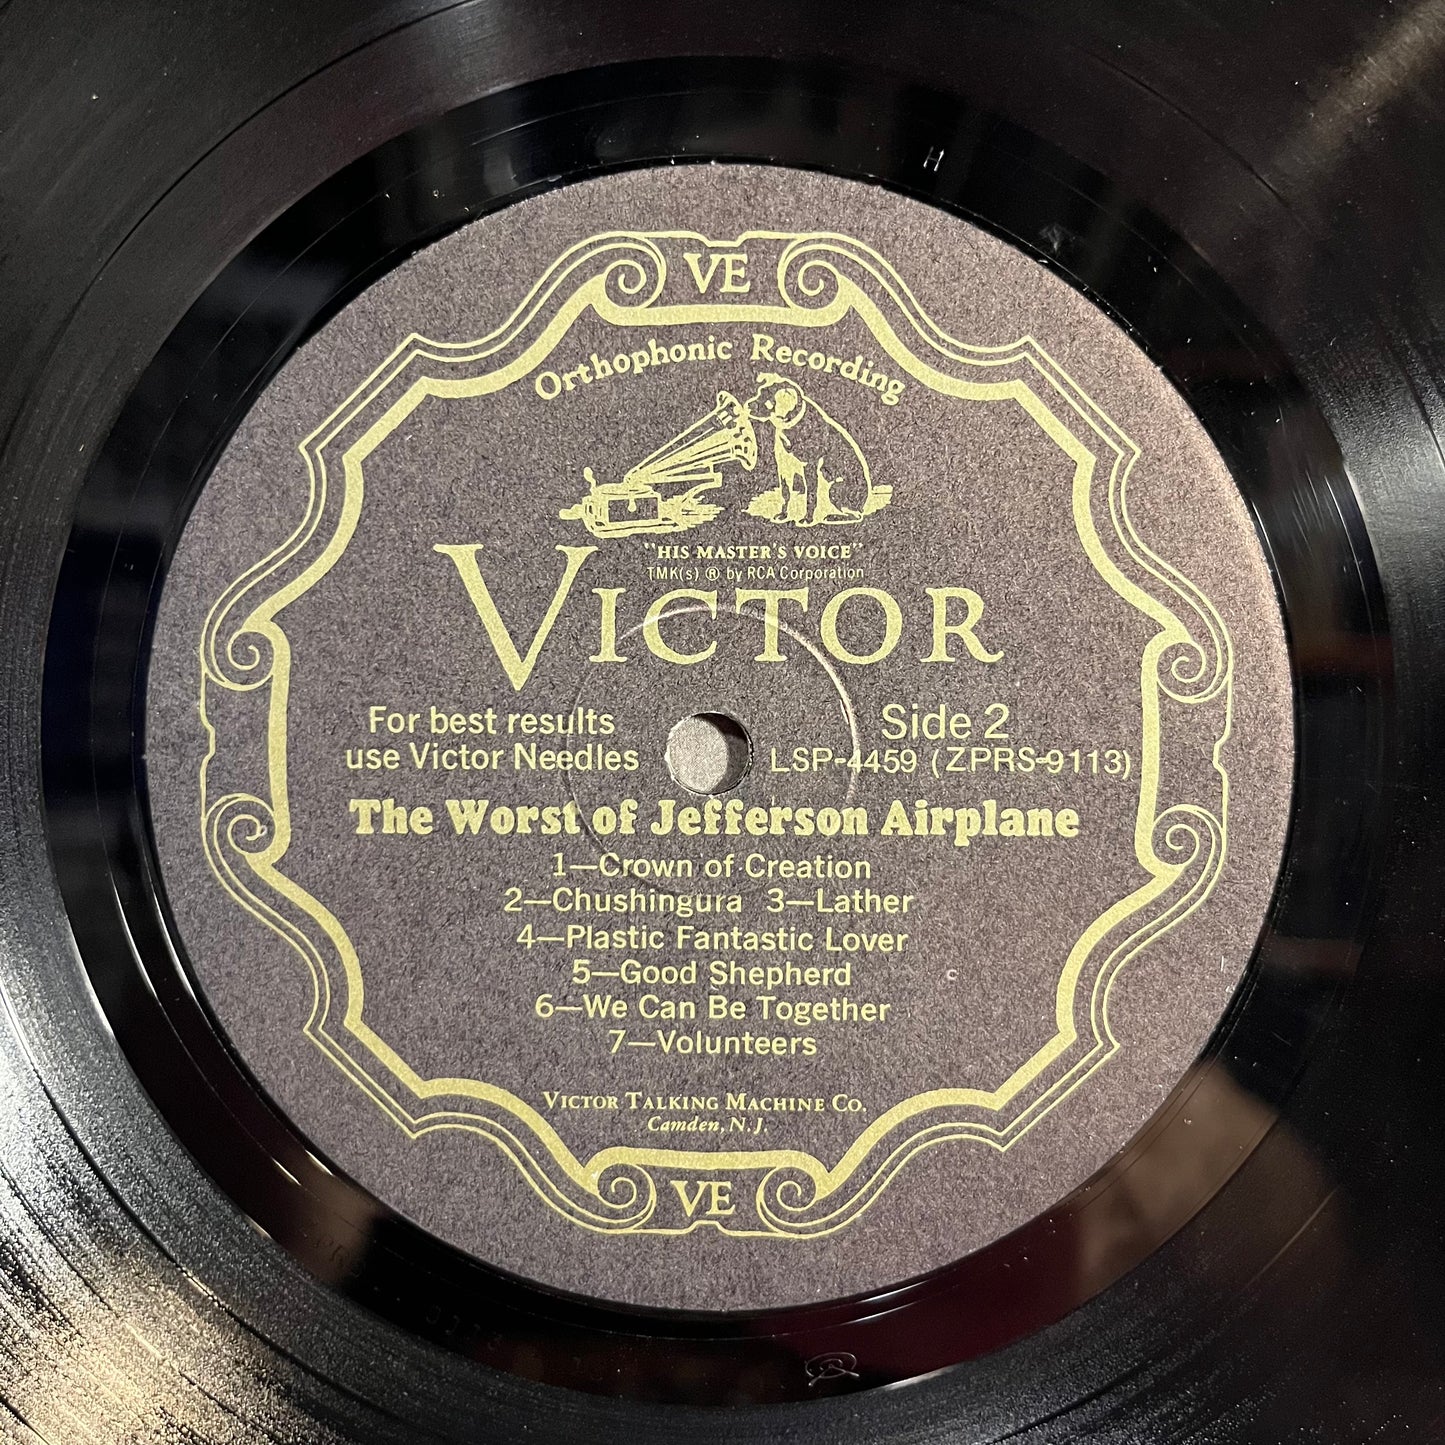 H
VE
Orthophonic Recording
"HIS MASTER'S VOICE"
TMK(s) ® by RCA Corporation
VICTOR
For best results
use Victor Needles
Side 2
LSP-4459 (ZPRS-9113)
The Worst of Jefferson Airplane
1—Crown of Creation
2—Chushingura 3—Lather
4—Plastic Fantastic Lover
5—Good Shepherd
6—We Can Be Together
7—Volunteers
VICTOR TALKING MACHINE CO.
Camden, N.J.
VE